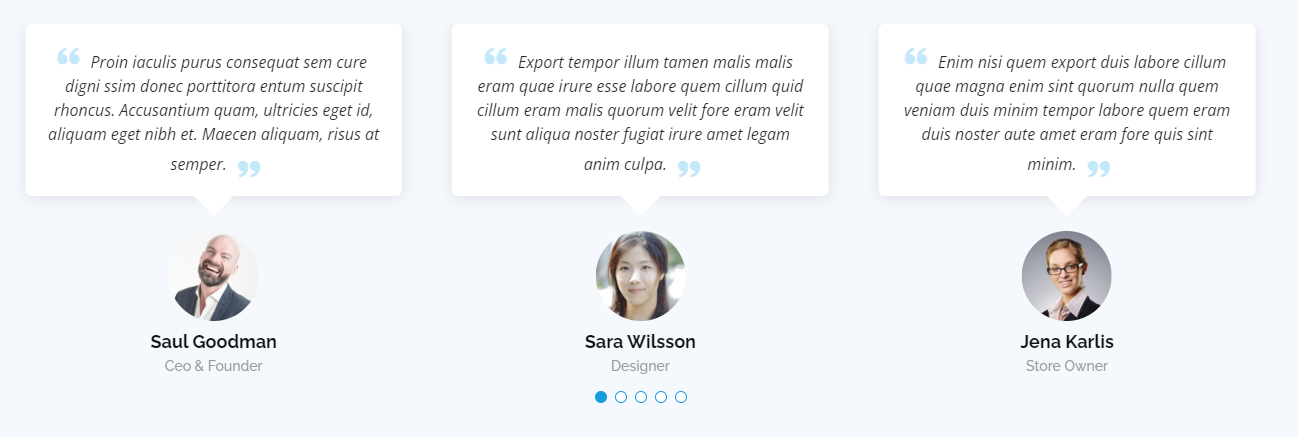 “ Proin iaculis purus consequat sem cure
digni ssim donec porttitora entum suscipit
rhoncus. Accusantium quam, ultricies eget id,
aliquam eget nibh et. Maecen aliquam, risus at
semper. ”
Saul Goodman
Ceo & Founder
“ Export tempor illum tamen malis malis
eram quae irure esse labore quem cillum quid
cillum eram malis quorum velit fore eram velit
sunt aliqua noster fugiat irure amet legam
anim culpa. ”
Sara Wilsson
Designer
“ Enim nisi quem export duis labore cillum
quae magna enim sint quorum nulla quem
veniam duis minim tempor labore quem eram
duis noster aute amet eram fore quis sint
minim. ”
Jena Karlis
Store Owner